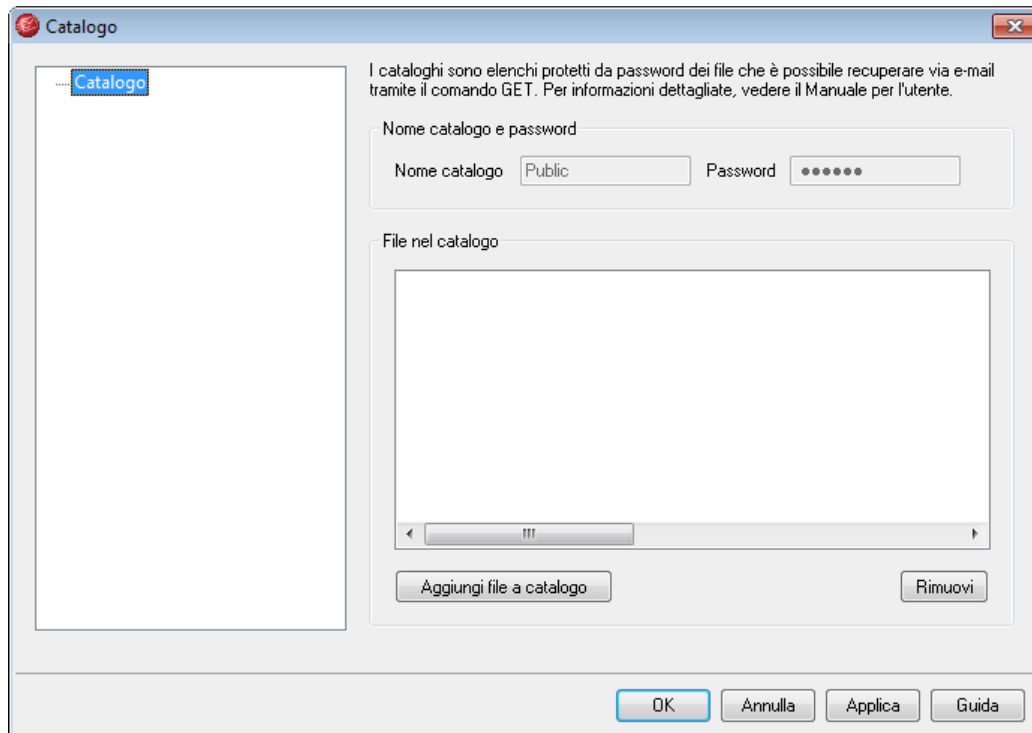 Catalogo
Catalogo
I cataloghi sono elenchi protetti da password dei file che è possibile recuperare via e-mail
tramite il comando GET. Per informazioni dettagliate, vedere il Manuale per l'utente.
Nome catalogo e password
Nome catalogo Public Password ●●●●●●
File nel catalogo
Aggiungi file a catalogo Rimuovi
OK Annulla Applica Guida